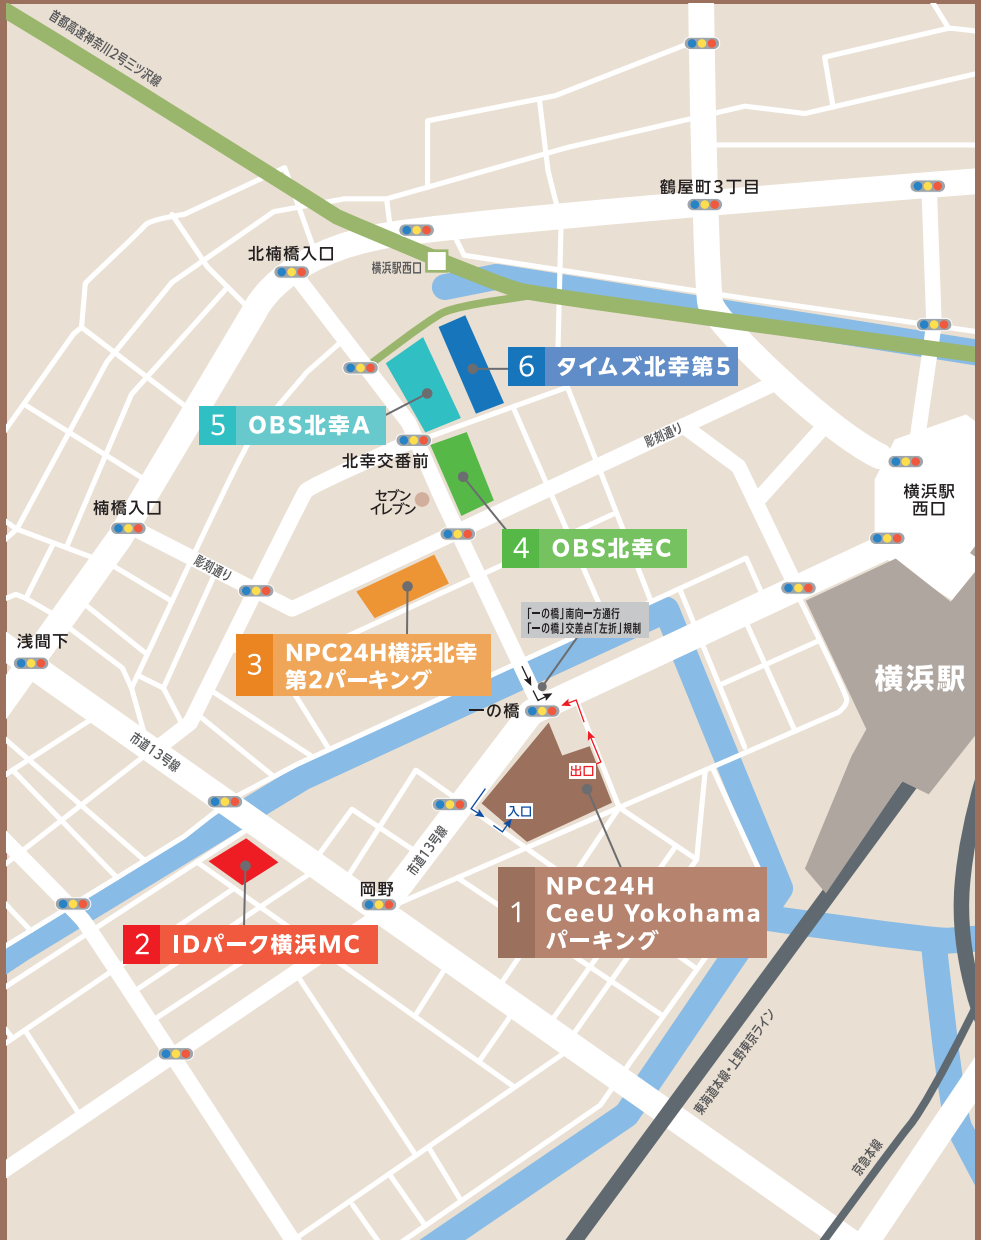 首都高速神奈川2号三ツ沢線
鶴屋町3丁目
北楠橋入口
横浜駅西口
6 タイムズ北幸第5
5 OBS北幸A
彫刻通り
北幸交番前
横浜駅
西口
セブン
イレブン
楠橋入口
4 OBS北幸C
彫刻通り
「一の橋」南向一方通行
「一の橋」交差点「左折」規制
浅間下
3 NPC24H横浜北幸
第2パーキング
横浜駅
一の橋
市道13号線
出口
入口
市道13号線
岡野
1 NPC24H
CeeU Yokohama
パーキング
2 IDパーク横浜MC
東海道本線・上野東京ライン
京急本線